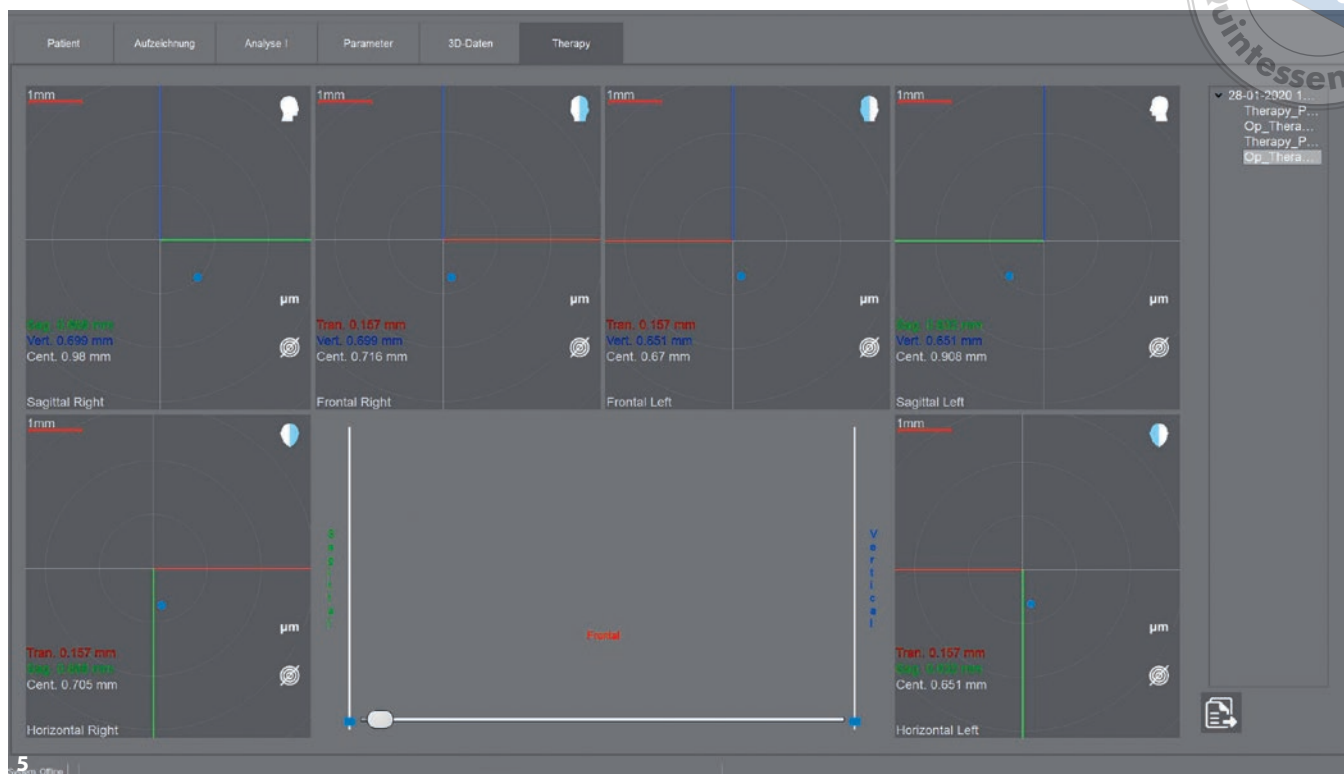 Quintessen
Patient
Aufzeichnung
Analyse 1
Parameter
3D-Daten
Therapy
1mm
µm
Vert. 0.699 mm
Cent. 0.98 mm
Sagittal Right
1mm
µm
Tran. 0.157 mm
Vert. 0.699 mm
Cent. 0.716 mm
Frontal Right
1mm
µm
Tran. 0.157 mm
Vert. 0.651 mm
Cent. 0.67 mm
Frontal Left
1mm
µm
Vert. 0.651 mm
Cent. 0.908 mm
Sagittal Left
28-01-2020 1...
Therapy_P...
Op_Thera...
Therapy_P...
Op_Thera...
1mm
µm
Tran. 0.157 mm
Cent. 0.705 mm
Horizontal Right
Sagittal
Frontal
Vertical
1mm
µm
Tran. 0.157 mm
Cent. 0.651 mm
Horizontal Left
5
Office